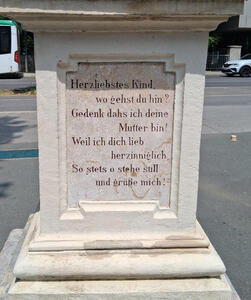 Herzliebstes Kind,
wo gehst du hin?
Gedenk dahs ich deine
Mutter bin!
Weil ich dich lieb
herzinniglich
So stets o stehe still
und grüße mich!